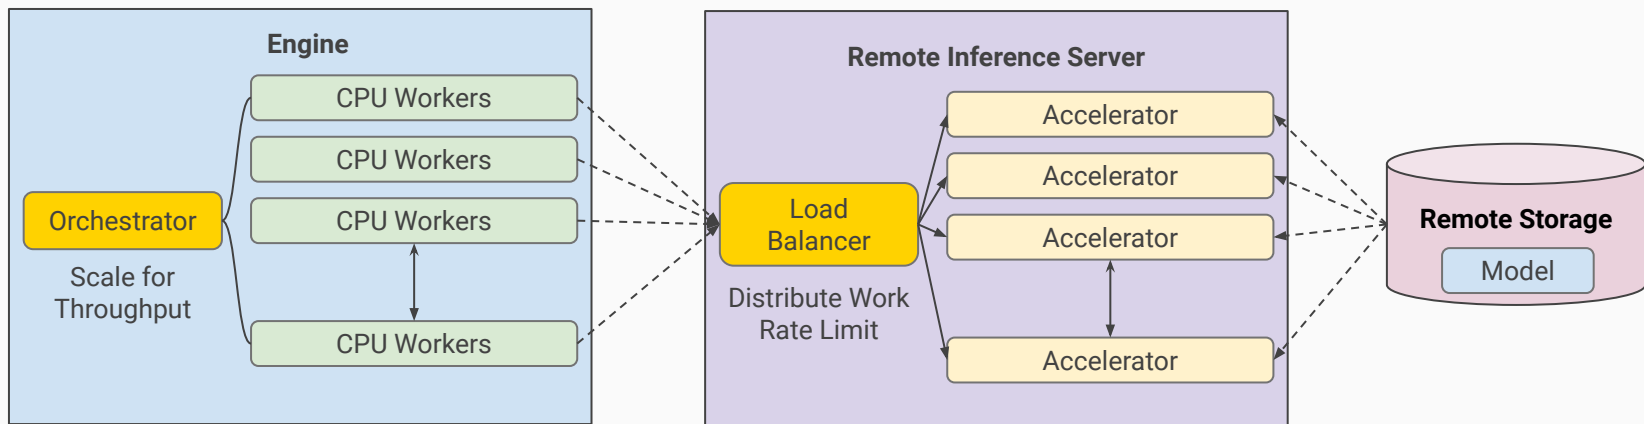 Engine
CPU Workers
CPU Workers
CPU Workers
CPU Workers
Orchestrator
Scale for
Throughput
Remote Inference Server
Load
Balancer
Distribute Work
Rate Limit
Accelerator
Accelerator
Accelerator
Accelerator
Remote Storage
Model